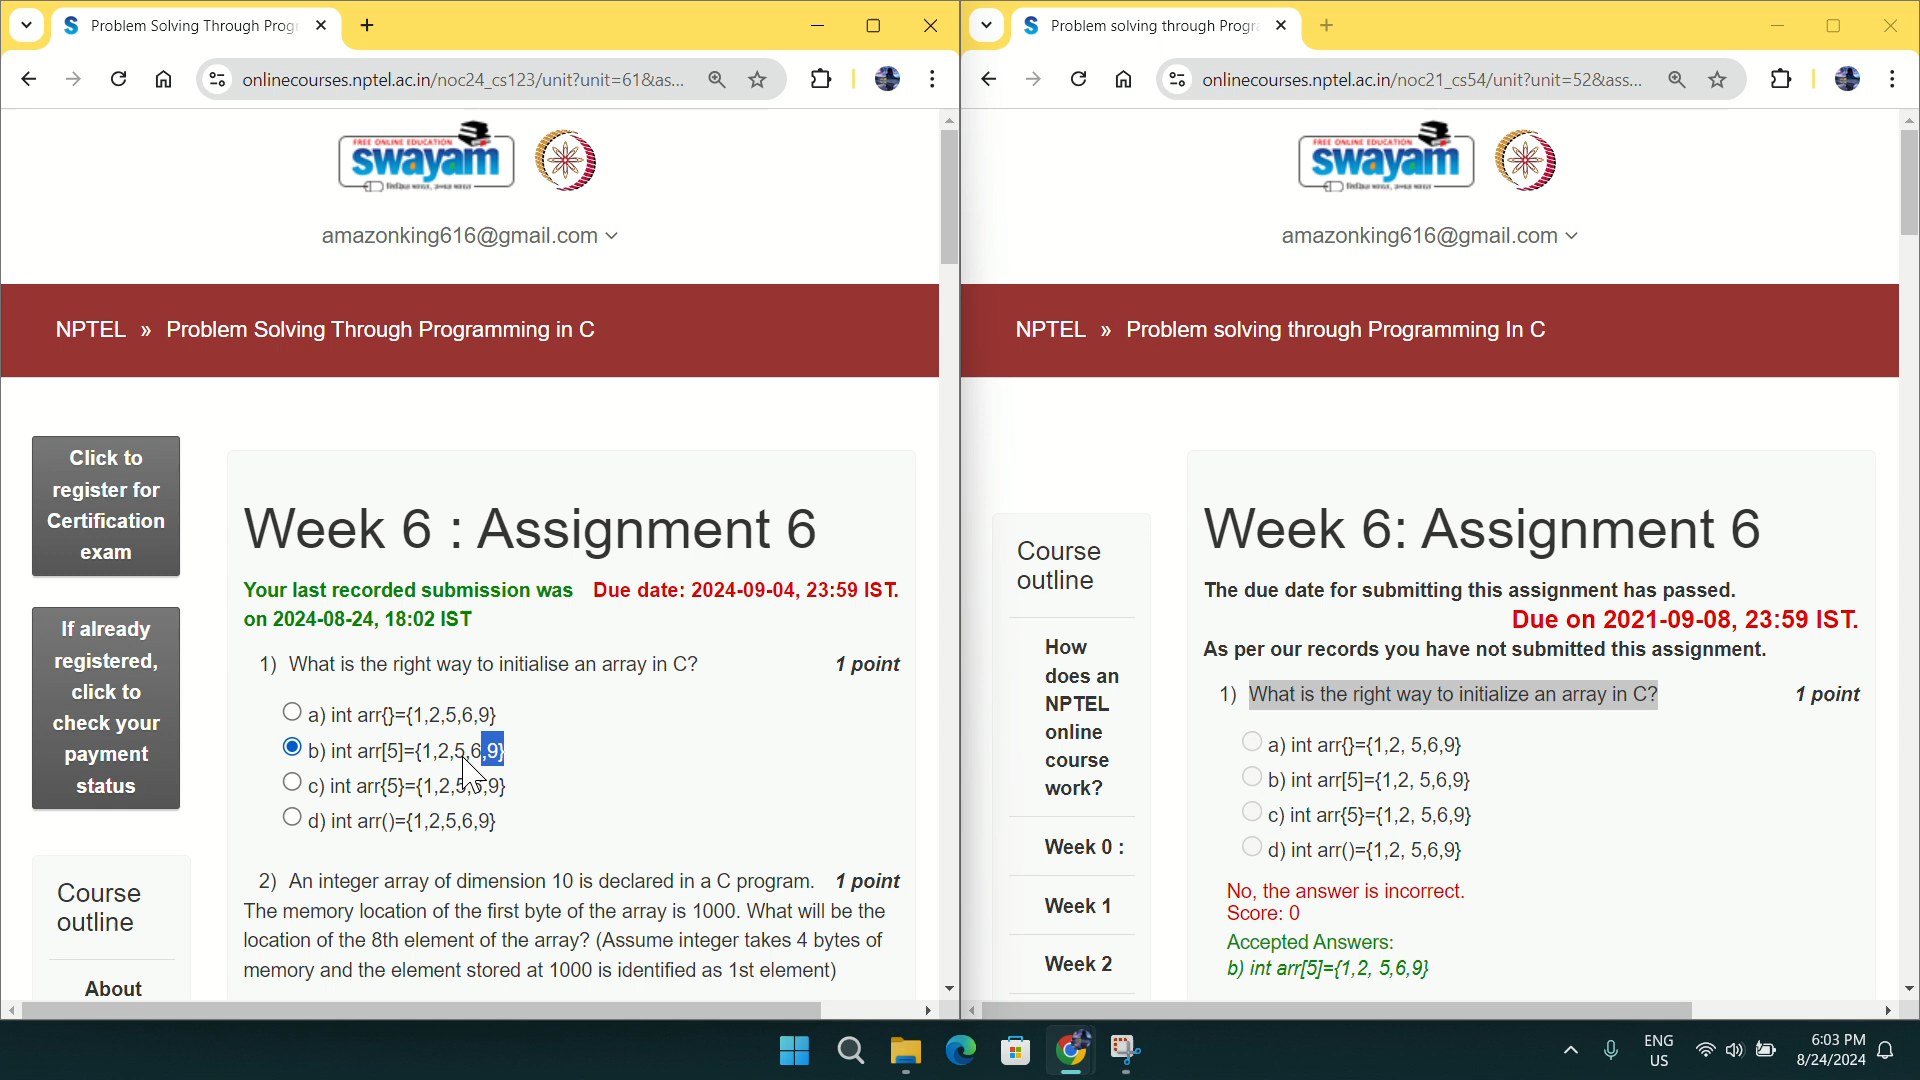 Problem Solving Through Progr
onlinecourses.nptel.ac.in/noc24_cs123/unit?unit=61&as...
FREE ONLINE EDUCATION
swayam
amazonking616@gmail.com
NPTEL » Problem Solving Through Programming in C
Click to
register for
Certification
exam
If already
registered,
click to
check your
payment
status
Course
outline
About
Week 6 : Assignment 6
Your last recorded submission was
on 2024-08-24, 18:02 IST
Due date: 2024-09-04, 23:59 IST.
1) What is the right way to initialise an array in C? 1 point
a) int arr{}={1,2,5,6,9}
b) int arr[5]={1,2,5,6,9}
c) int arr{5}={1,2,5,6,9}
d) int arr()={1,2,5,6,9}
2) An integer array of dimension 10 is declared in a C program. 1 point
The memory location of the first byte of the array is 1000. What will be the
location of the 8th element of the array? (Assume integer takes 4 bytes of
memory and the element stored at 1000 is identified as 1st element)
Problem solving through Progr
onlinecourses.nptel.ac.in/noc21_cs54/unit?unit=52&ass...
FREE ONLINE EDUCATION
swayam
amazonking616@gmail.com
NPTEL » Problem solving through Programming In C
Course
outline
How
does an
NPTEL
online
course
work?
Week 0 :
Week 1
Week 2
Week 6: Assignment 6
The due date for submitting this assignment has passed.
Due on 2021-09-08, 23:59 IST.
As per our records you have not submitted this assignment.
1) What is the right way to initialize an array in C? 1 point
a) int arr{}={1,2, 5,6,9}
b) int arr[5]={1,2, 5,6,9}
c) int arr{5}={1,2, 5,6,9}
d) int arr()={1,2, 5,6,9}
No, the answer is incorrect.
Score: 0
Accepted Answers:
b) int arr[5]={1,2, 5,6,9}
ENG
US
6:03 PM
8/24/2024